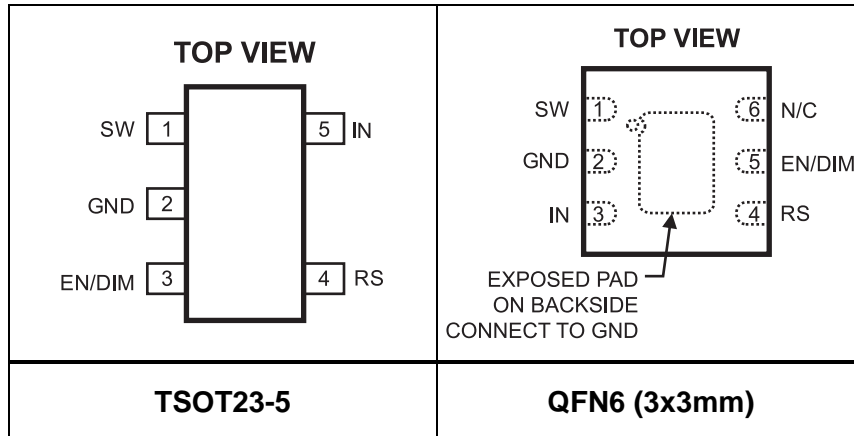 TOP VIEW
SW 1
5 IN
GND 2
EN/DIM 3
4 RS
TSOT23-5
TOP VIEW
SW 1
6 N/C
GND 2
5 EN/DIM
IN 3
4 RS
EXPOSED PAD
ON BACKSIDE
CONNECT TO GND
QFN6 (3x3mm)